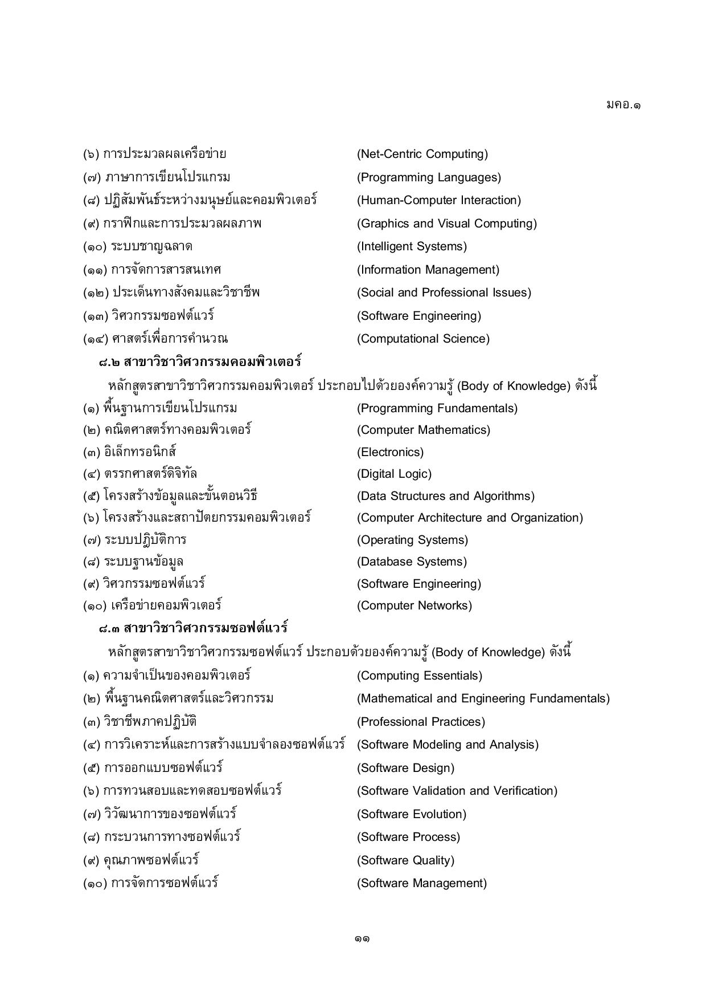 มคอ.๑
(๖) การประมวลผลเครือข่าย (Net-Centric Computing)
(๗) ภาษาการเขียนโปรแกรม (Programming Languages)
(๘) ปฏิสัมพันธ์ระหว่างมนุษย์และคอมพิวเตอร์ (Human-Computer Interaction)
(๙) กราฟิกและการประมวลผลภาพ (Graphics and Visual Computing)
(๑๐) ระบบชาญฉลาด (Intelligent Systems)
(๑๑) การจัดการสารสนเทศ (Information Management)
(๑๒) ประเด็นทางสังคมและวิชาชีพ (Social and Professional Issues)
(๑๓) วิศวกรรมซอฟต์แวร์ (Software Engineering)
(๑๔) ศาสตร์เพื่อการคำนวณ (Computational Science)
๘.๒ สาขาวิชาวิศวกรรมคอมพิวเตอร์
หลักสูตรสาขาวิชาวิศวกรรมคอมพิวเตอร์ ประกอบไปด้วยองค์ความรู้ (Body of Knowledge) ดังนี้
(๑) พื้นฐานการเขียนโปรแกรม (Programming Fundamentals)
(๒) คณิตศาสตร์ทางคอมพิวเตอร์ (Computer Mathematics)
(๓) อิเล็กทรอนิกส์ (Electronics)
(๔) ตรรกศาสตร์ดิจิทัล (Digital Logic)
(๕) โครงสร้างข้อมูลและขั้นตอนวิธี (Data Structures and Algorithms)
(๖) โครงสร้างและสถาปัตยกรรมคอมพิวเตอร์ (Computer Architecture and Organization)
(๗) ระบบปฎิบัติการ (Operating Systems)
(๘) ระบบฐานข้อมูล (Database Systems)
(๙) วิศวกรรมซอฟต์แวร์ (Software Engineering)
(๑๐) เครือข่ายคอมพิวเตอร์ (Computer Networks)
๘.๓ สาขาวิชาวิศวกรรมซอฟต์แวร์
หลักสูตรสาขาวิชาวิศวกรรมซอฟต์แวร์ ประกอบด้วยองค์ความรู้ (Body of Knowledge) ดังนี้
(๑) ความจำเป็นของคอมพิวเตอร์ (Computing Essentials)
(๒) พื้นฐานคณิตศาสตร์และวิศวกรรม (Mathematical and Engineering Fundamentals)
(๓) วิชาชีพภาคปฏิบัติ (Professional Practices)
(๔) การวิเคราะห์และการสร้างแบบจำลองซอฟต์แวร์ (Software Modeling and Analysis)
(๕) การออกแบบซอฟต์แวร์ (Software Design)
(๖) การทวนสอบและทดสอบซอฟต์แวร์ (Software Validation and Verification)
(๗) วิวัฒนาการของซอฟต์แวร์ (Software Evolution)
(๘) กระบวนการทางซอฟต์แวร์ (Software Process)
(๙) คุณภาพซอฟต์แวร์ (Software Quality)
(๑๐) การจัดการซอฟต์แวร์ (Software Management)
๑๑